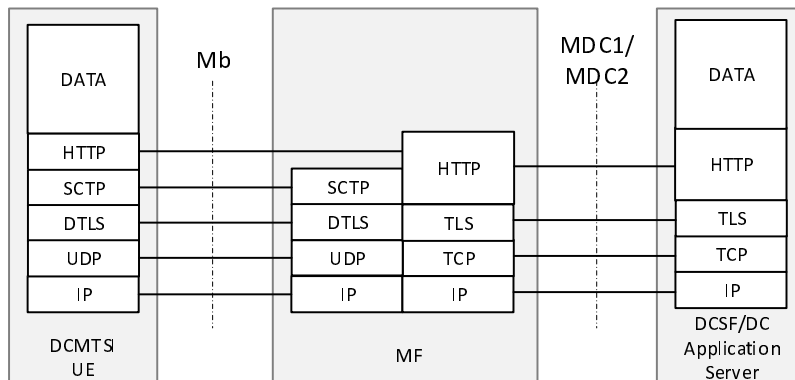 Mb
MDC1/
MDC2
DATA
HTTP
SCTP
DTLS
UDP
IP
DCMTSI
UE
SCTP
DTLS
UDP
IP
HTTP
TLS
TCP
IP
MF
DATA
HTTP
TLS
TCP
IP
DCSF/DC
Application
Server